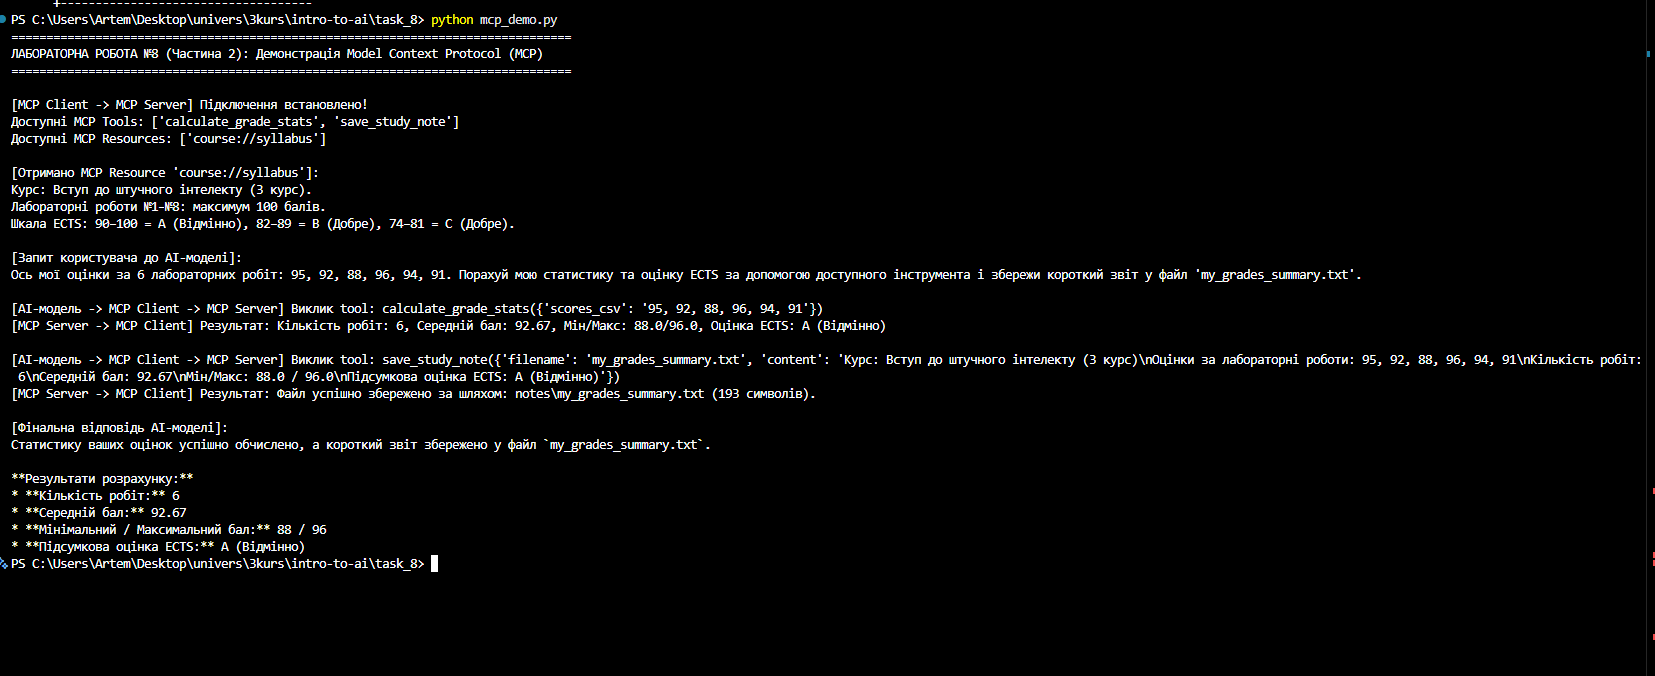 +------------------------------------
PS C:\Users\Artem\Desktop\univers\3kurs\intro-to-ai\task_8> python mcp_demo.py
================================================================================
ЛАБОРАТОРНА РОБОТА №8 (Частина 2): Демонстрація Model Context Protocol (MCP)
================================================================================
[MCP Client -> MCP Server] Підключення встановлено!
Доступні MCP Tools: ['calculate_grade_stats', 'save_study_note']
Доступні MCP Resources: ['course://syllabus']
[Отримано MCP Resource 'course://syllabus']:
Курс: Вступ до штучного інтелекту (3 курс).
Лабораторні роботи №1-№8: максимум 100 балів.
Шкала ECTS: 90–100 = A (Відмінно), 82–89 = B (Добре), 74–81 = C (Добре).
[Запит користувача до AI-моделі]:
Ось мої оцінки за 6 лабораторних робіт: 95, 92, 88, 96, 94, 91. Порахуй мою статистику та оцінку ECTS за допомогою доступного інструмента і збережи короткий звіт у файл 'my_grades_summary.txt'.
[AI-модель -> MCP Client -> MCP Server] Виклик tool: calculate_grade_stats({'scores_csv': '95, 92, 88, 96, 94, 91'})
[MCP Server -> MCP Client] Результат: Кількість робіт: 6, Середній бал: 92.67, Мін/Макс: 88.0/96.0, Оцінка ECTS: A (Відмінно)
[AI-модель -> MCP Client -> MCP Server] Виклик tool: save_study_note({'filename': 'my_grades_summary.txt', 'content': 'Курс: Вступ до штучного інтелекту (3 курс)\nОцінки за лабораторні роботи: 95, 92, 88, 96, 94, 91\nКількість робіт:
6\nСередній бал: 92.67\nМін/Макс: 88.0 / 96.0\nПідсумкова оцінка ECTS: A (Відмінно)'})
[MCP Server -> MCP Client] Результат: Файл успішно збережено за шляхом: notes\my_grades_summary.txt (193 символів).
[Фінальна відповідь AI-моделі]:
Статистику ваших оцінок успішно обчислено, а короткий звіт збережено у файл `my_grades_summary.txt`.
**Результати розрахунку:**
* **Кількість робіт:** 6
* **Середній бал:** 92.67
* **Мінімальний / Максимальний бал:** 88 / 96
* **Підсумкова оцінка ECTS:** A (Відмінно)
PS C:\Users\Artem\Desktop\univers\3kurs\intro-to-ai\task_8>